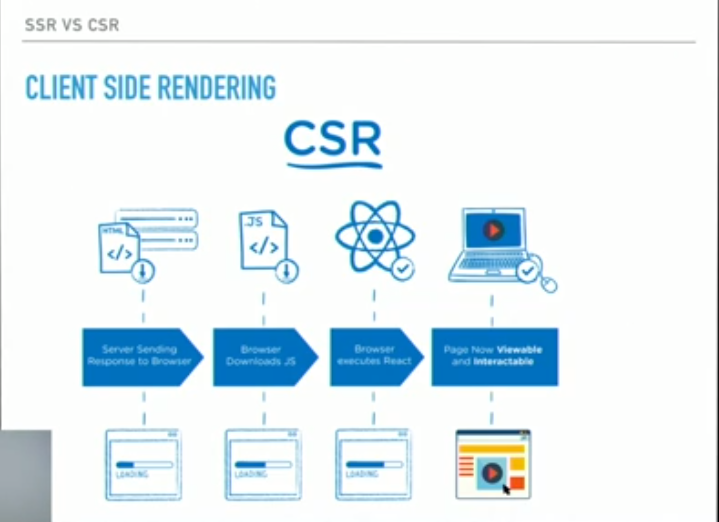 SSR VS CSR
CLIENT SIDE RENDERING
CSR
HTML
</>
.JS
</>
Server Sending
Response to Browser
Browser
Downloads JS
Browser
executes React
Page Now Viewable
and Interactable
LOADING
LOADING
LOADING